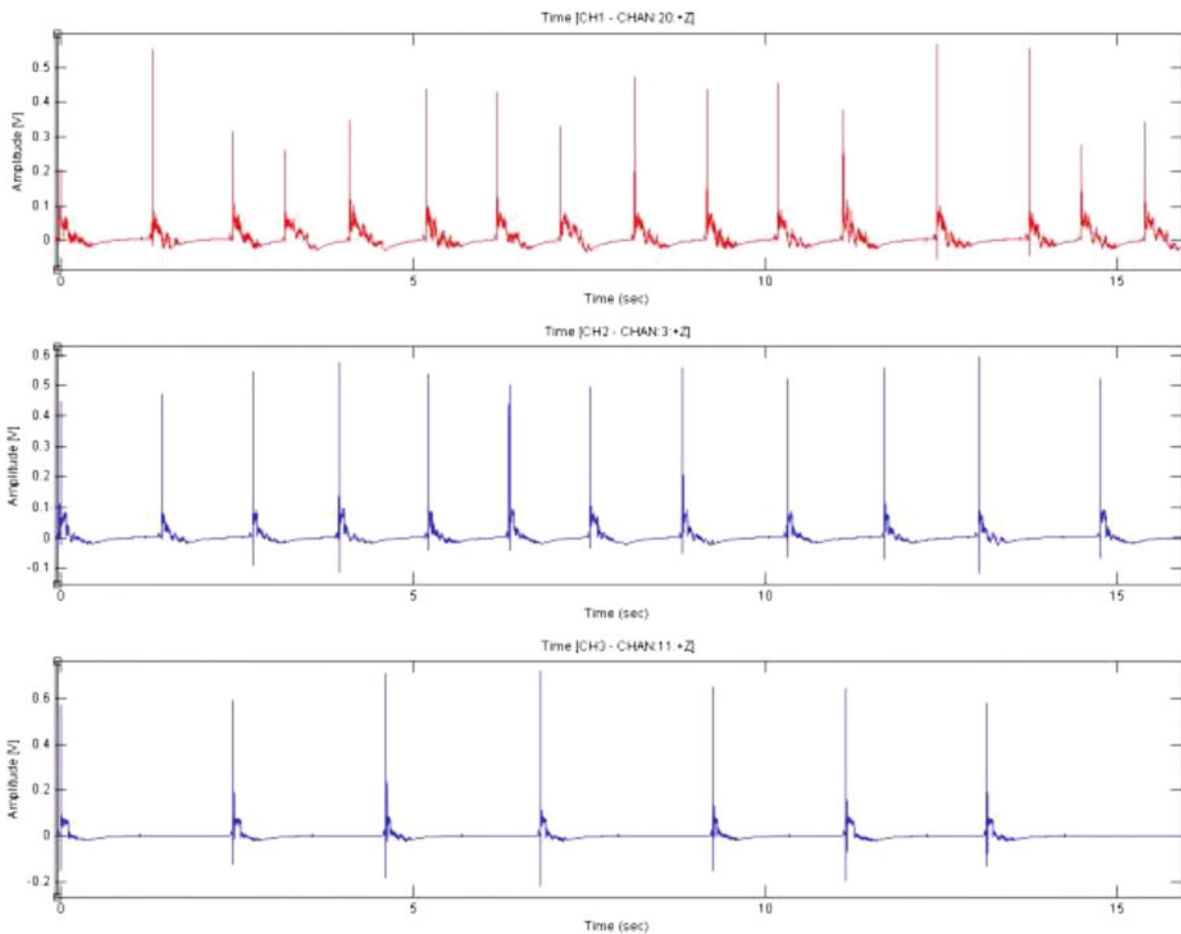 Time [CH1 - CHAN:20:+Z]
Amplitude [V]
0.5
0.4
0.3
0.2
0.1
0
0 5 10 15
Time (sec)
Time [CH2 - CHAN:3:+Z]
Amplitude [V]
0.6
0.5
0.4
0.3
0.2
0.1
0
-0.1
0 5 10 15
Time (sec)
Time [CH3 - CHAN:11:+Z]
Amplitude [V]
0.6
0.4
0.2
0
-0.2
0 5 10 15
Time (sec)